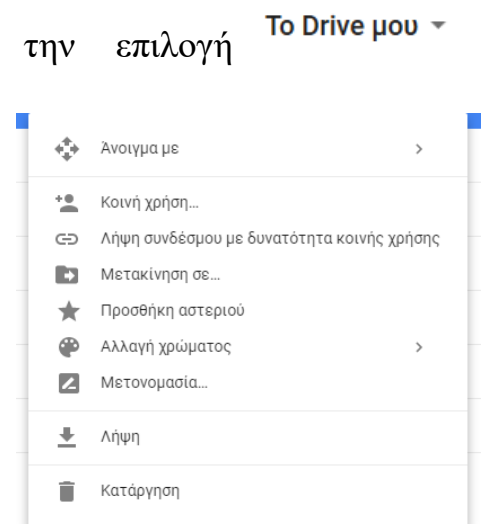 την επιλογή Το Drive μου
Άνοιγμα με
Κοινή χρήση...
Λήψη συνδέσμου με δυνατότητα κοινής χρήσης
Μετακίνηση σε...
Προσθήκη αστεριού
Αλλαγή χρώματος
Μετονομασία...
Λήψη
Κατάργηση